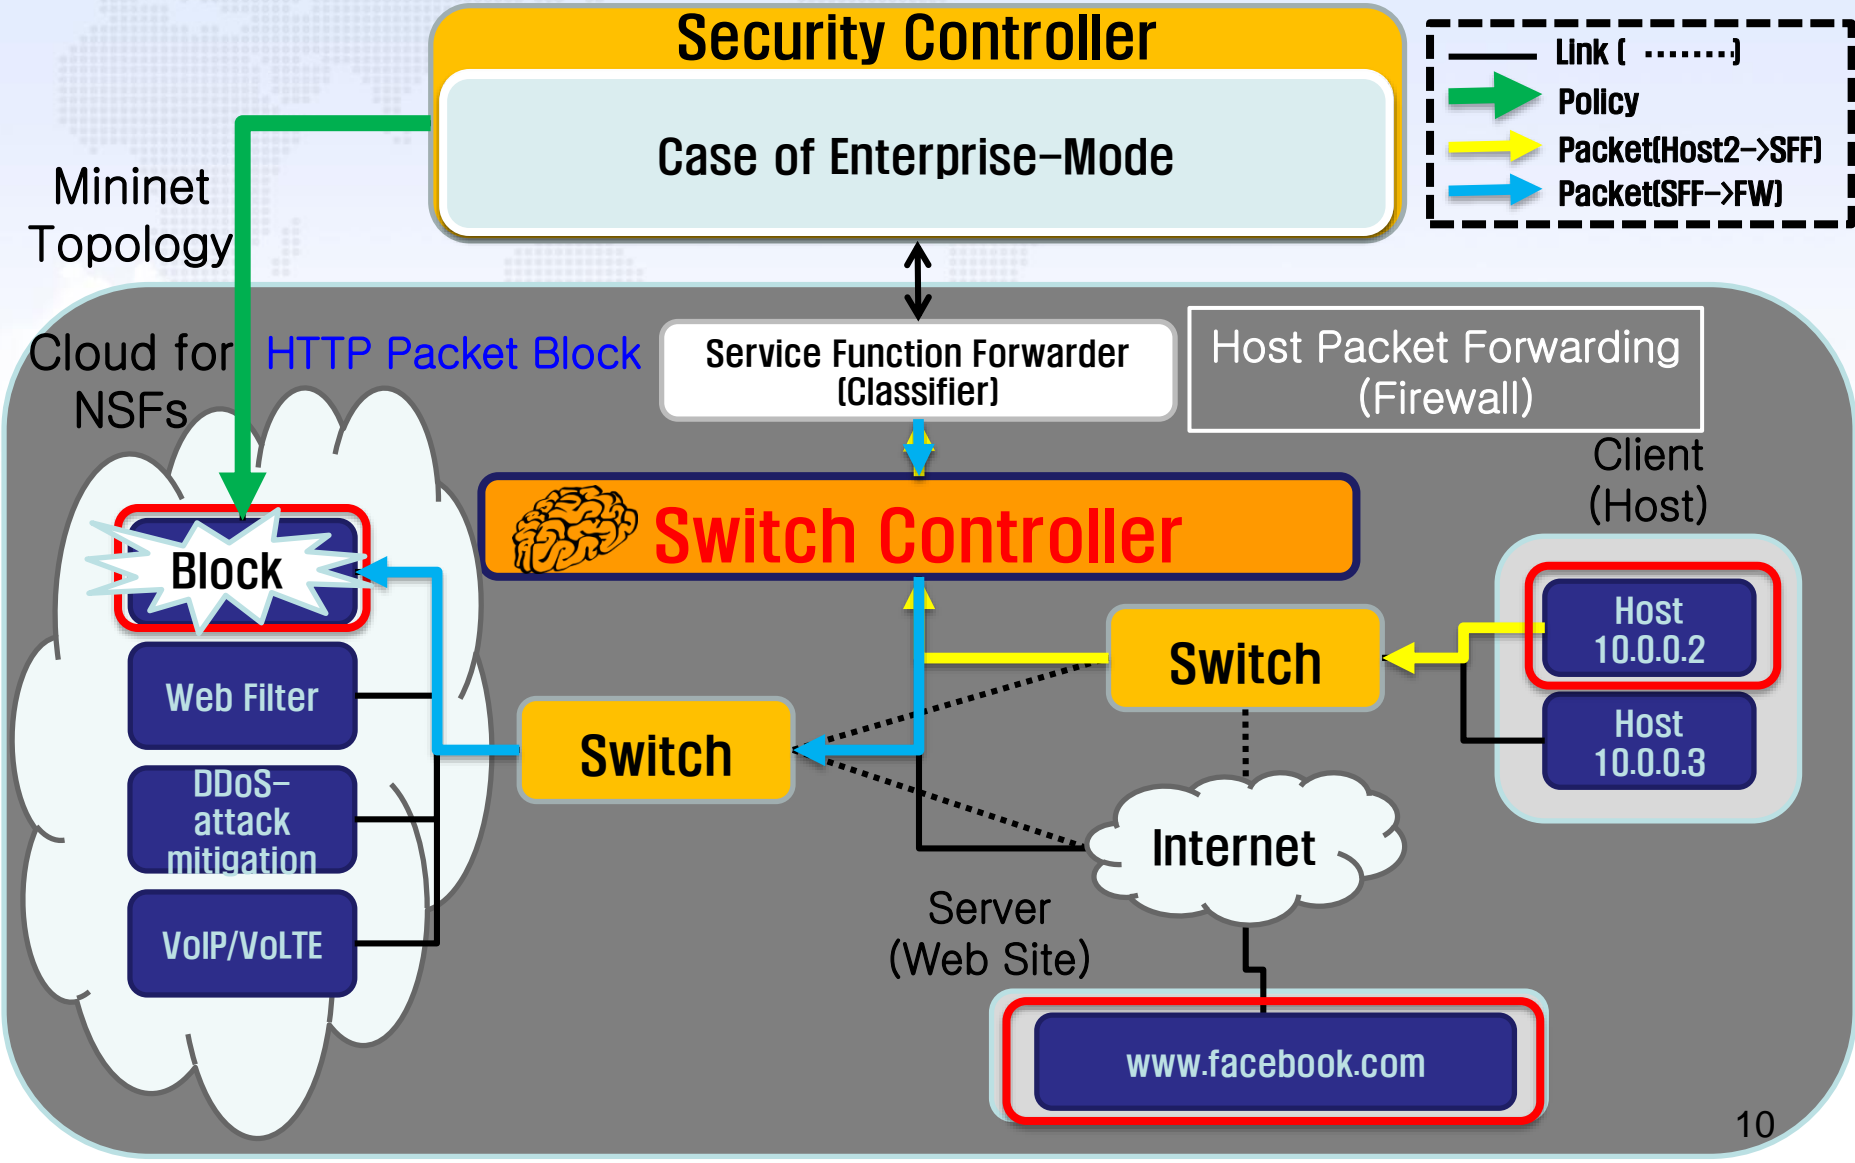 Security Controller
Case of Enterprise-Mode
Link ( ········)
Policy
Packet(Host2->SFF)
Packet(SFF->FW)
Mininet
Topology
Cloud for
NSFs
HTTP Packet Block
Service Function Forwarder
(Classifier)
Host Packet Forwarding
(Firewall)
Client
(Host)
Switch Controller
Block
Host
10.0.0.2
Switch
Web Filter
Host
10.0.0.3
Switch
DDoS-
attack
mitigation
Internet
VoIP/VoLTE
Server
(Web Site)
www.facebook.com
10